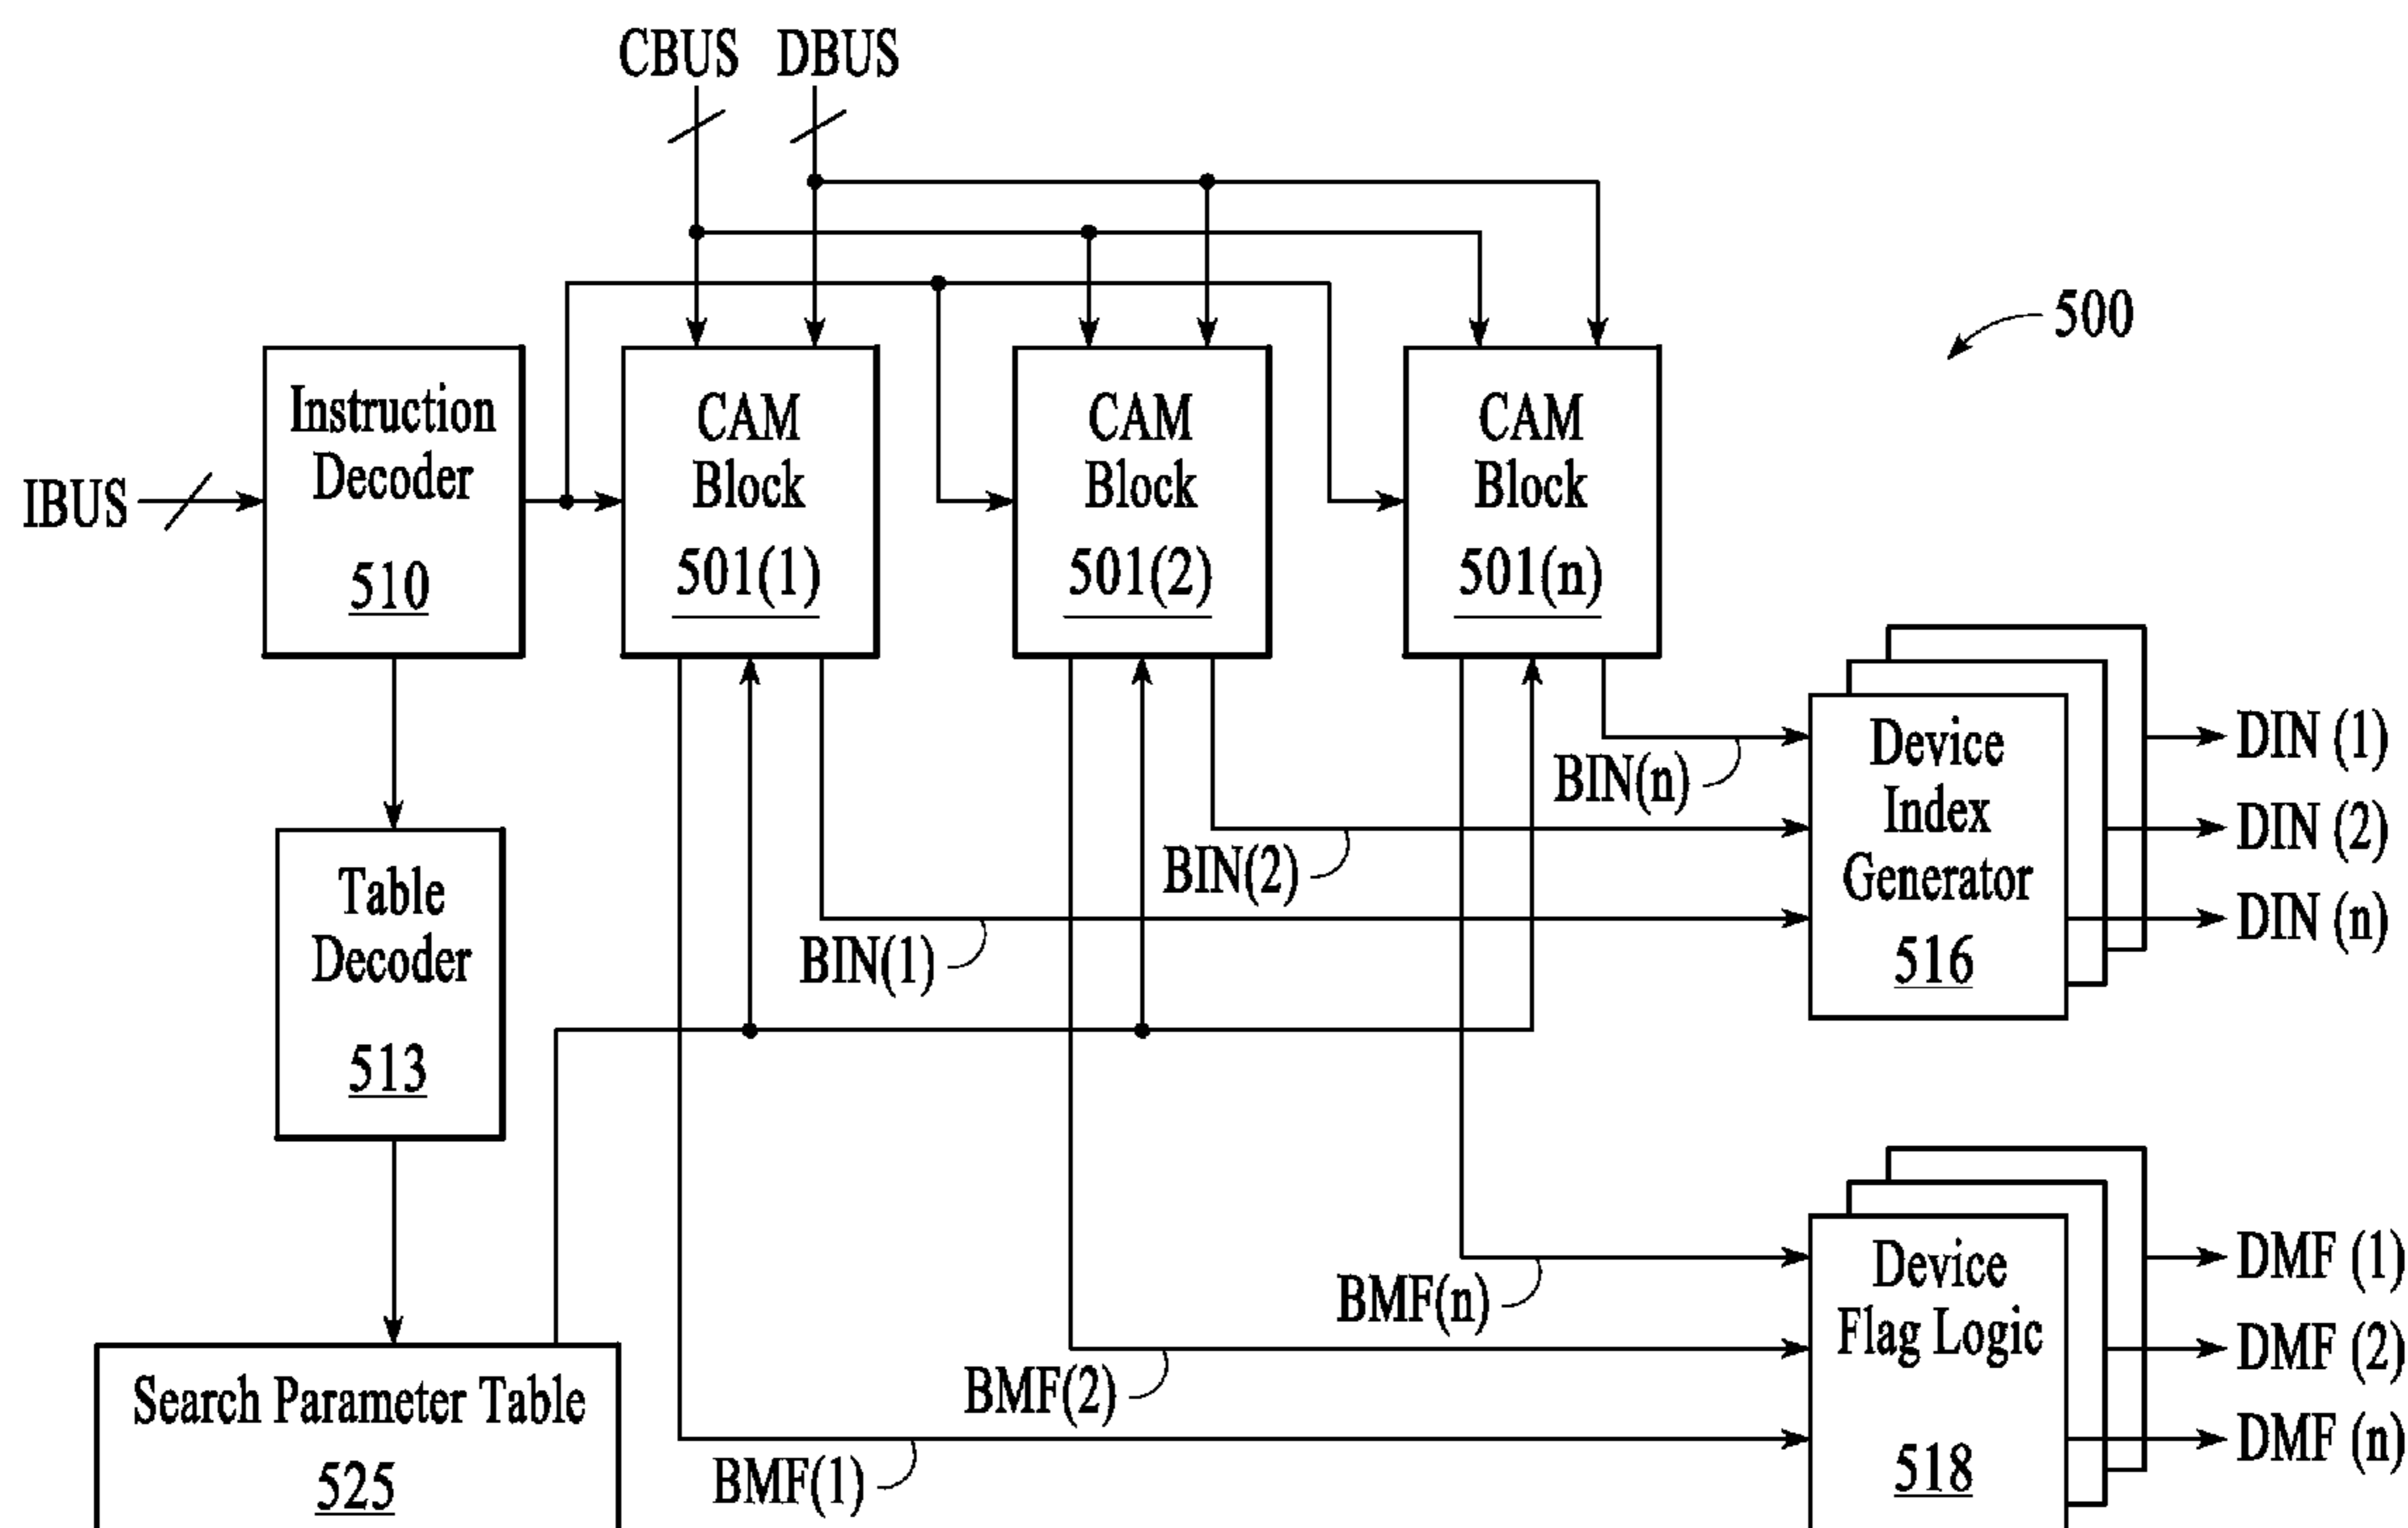 CBUS DBUS
500
IBUS
Instruction
Decoder
510
CAM
Block
501(1)
CAM
Block
501(2)
CAM
Block
501(n)
Device
Index
Generator
516
DIN (1)
DIN (2)
DIN (n)
BIN(n)
BIN(2)
BIN(1)
Table
Decoder
513
Device
Flag Logic
518
DMF (1)
DMF (2)
DMF (n)
BMF(n)
BMF(2)
BMF(1)
Search Parameter Table
525